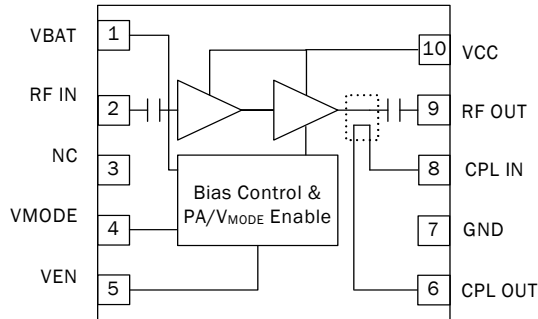 VBAT 1
10 VCC
RF IN 2
9 RF OUT
NC 3
8 CPL IN
Bias Control &
PA/VMODE Enable
VMODE 4
7 GND
VEN 5
6 CPL OUT